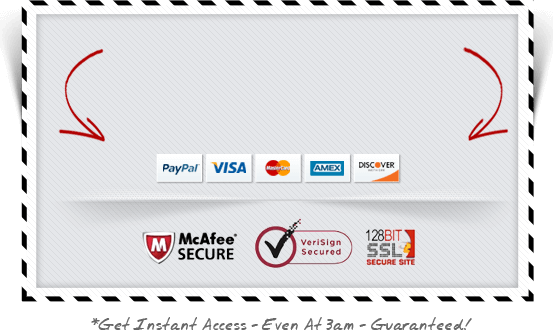 PayPal VISA MasterCard AMEX DISCOVER
McAfee® SECURE
VeriSign Secured
128BIT SSL SECURE SITE
*Get Instant Access - Even At 3am - Guaranteed!